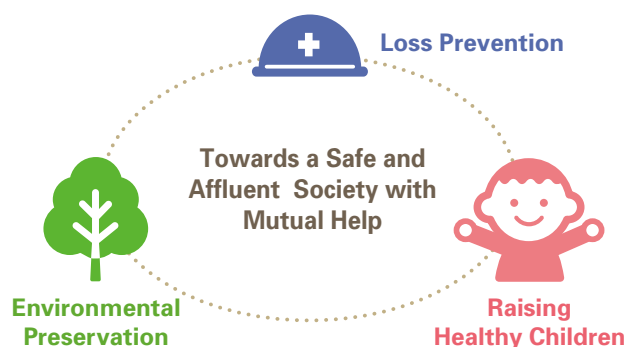 Loss Prevention
Towards a Safe and
Affluent Society with
Mutual Help
Environmental
Preservation
Raising
Healthy Children